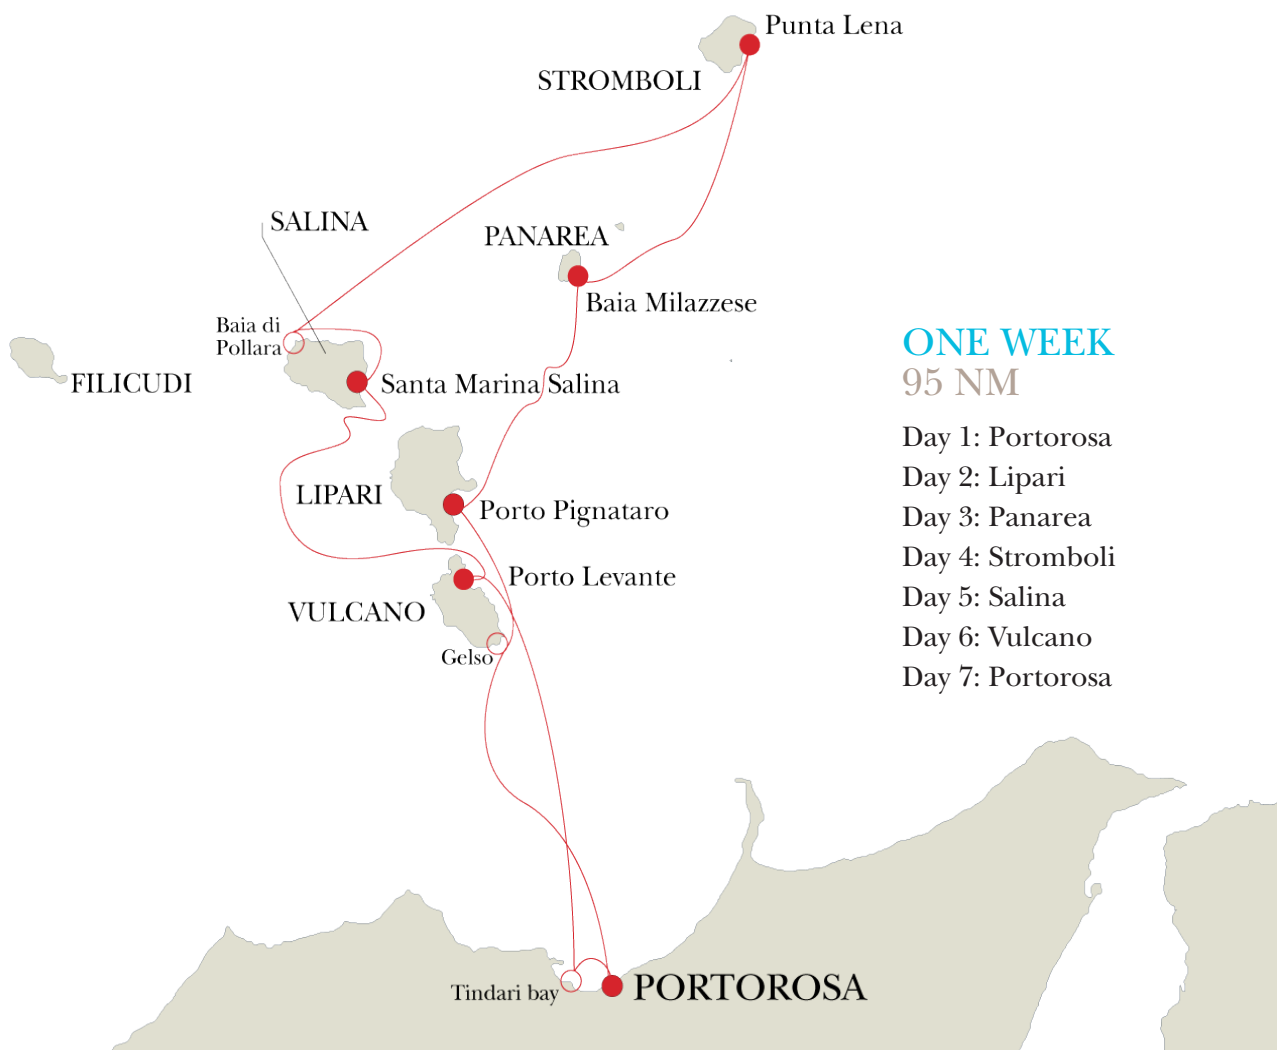 Punta Lena
STROMBOLI
SALINA
PANAREA
Baia Milazzese
Baia di
Pollara
FILICUDI
Santa Marina Salina
LIPARI
Porto Pignataro
Porto Levante
VULCANO
Gelso
Tindari bay
PORTOROSA
ONE WEEK
95 NM
Day 1: Portorosa
Day 2: Lipari
Day 3: Panarea
Day 4: Stromboli
Day 5: Salina
Day 6: Vulcano
Day 7: Portorosa